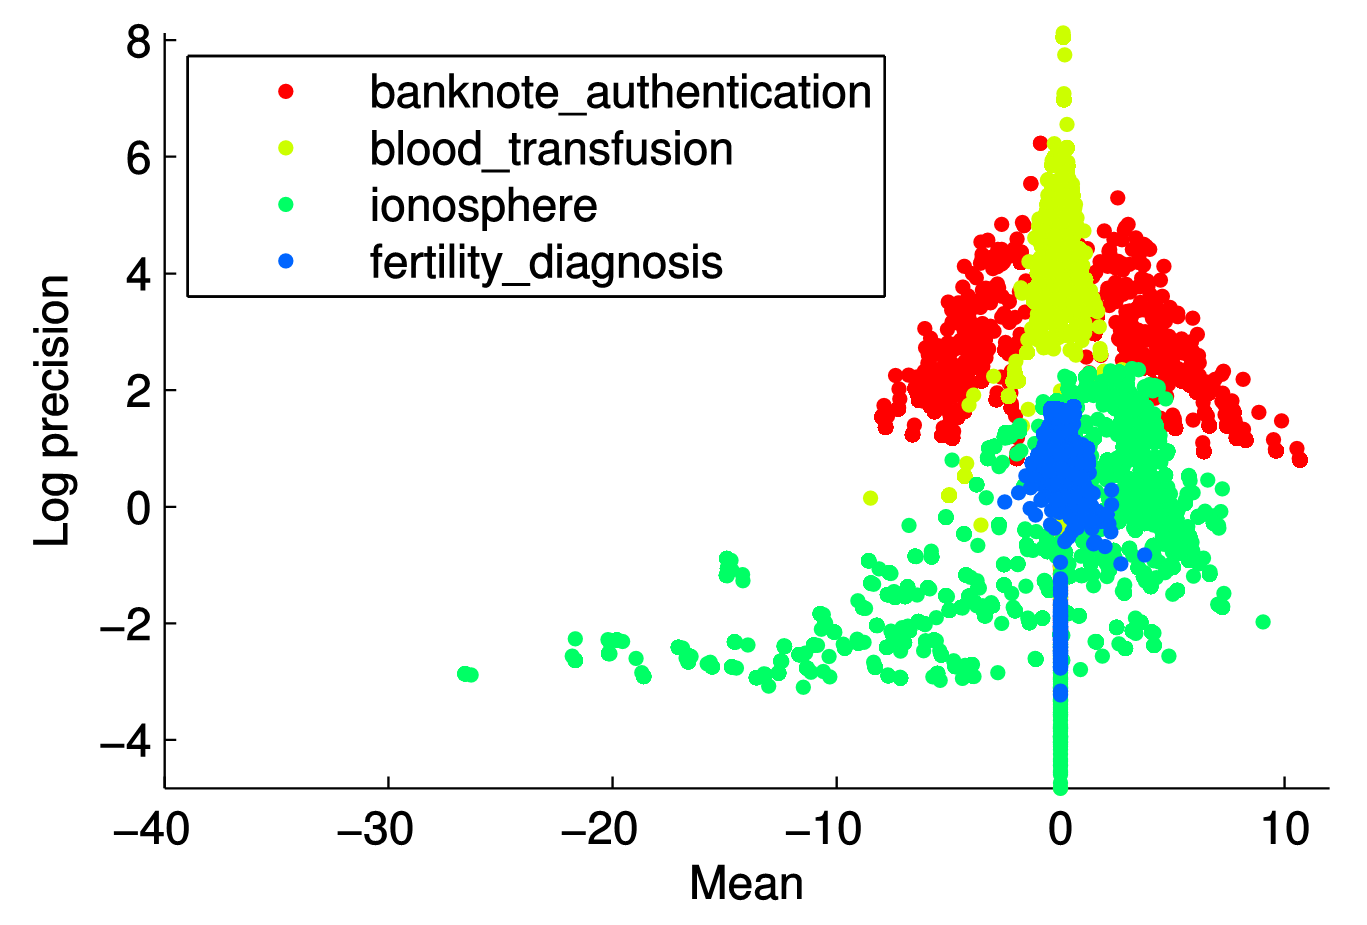 8
6
4
2
0
−2
−4
Log precision
banknote_authentication
blood_transfusion
ionosphere
fertility_diagnosis
−40 −30 −20 −10 0 10
Mean